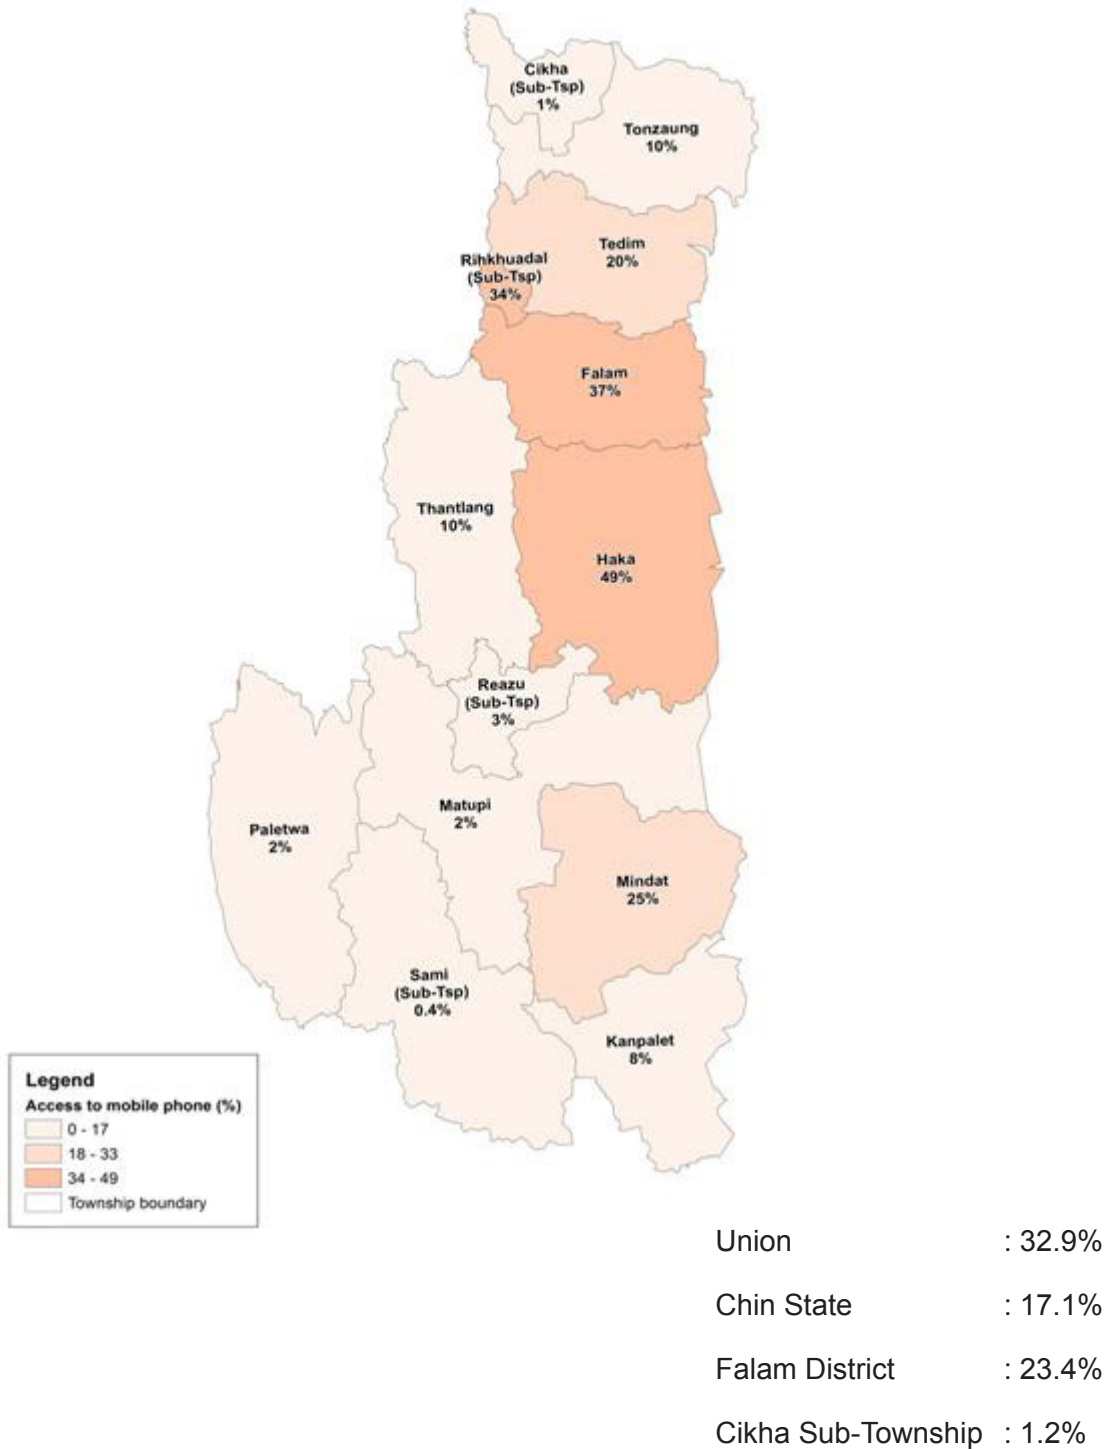 Cikha
(Sub-Tsp)
1%
Tonzaung
10%
Tedim
20%
Rihkhuadal
(Sub-Tsp)
34%
Falam
37%
Thantlang
10%
Haka
49%
Reazu
(Sub-Tsp)
3%
Matupi
2%
Paletwa
2%
Mindat
25%
Sami
(Sub-Tsp)
0.4%
Kanpalet
8%
Legend
Access to mobile phone (%)
0 - 17
18 - 33
34 - 49
Township boundary
Union : 32.9%
Chin State : 17.1%
Falam District : 23.4%
Cikha Sub-Township : 1.2%